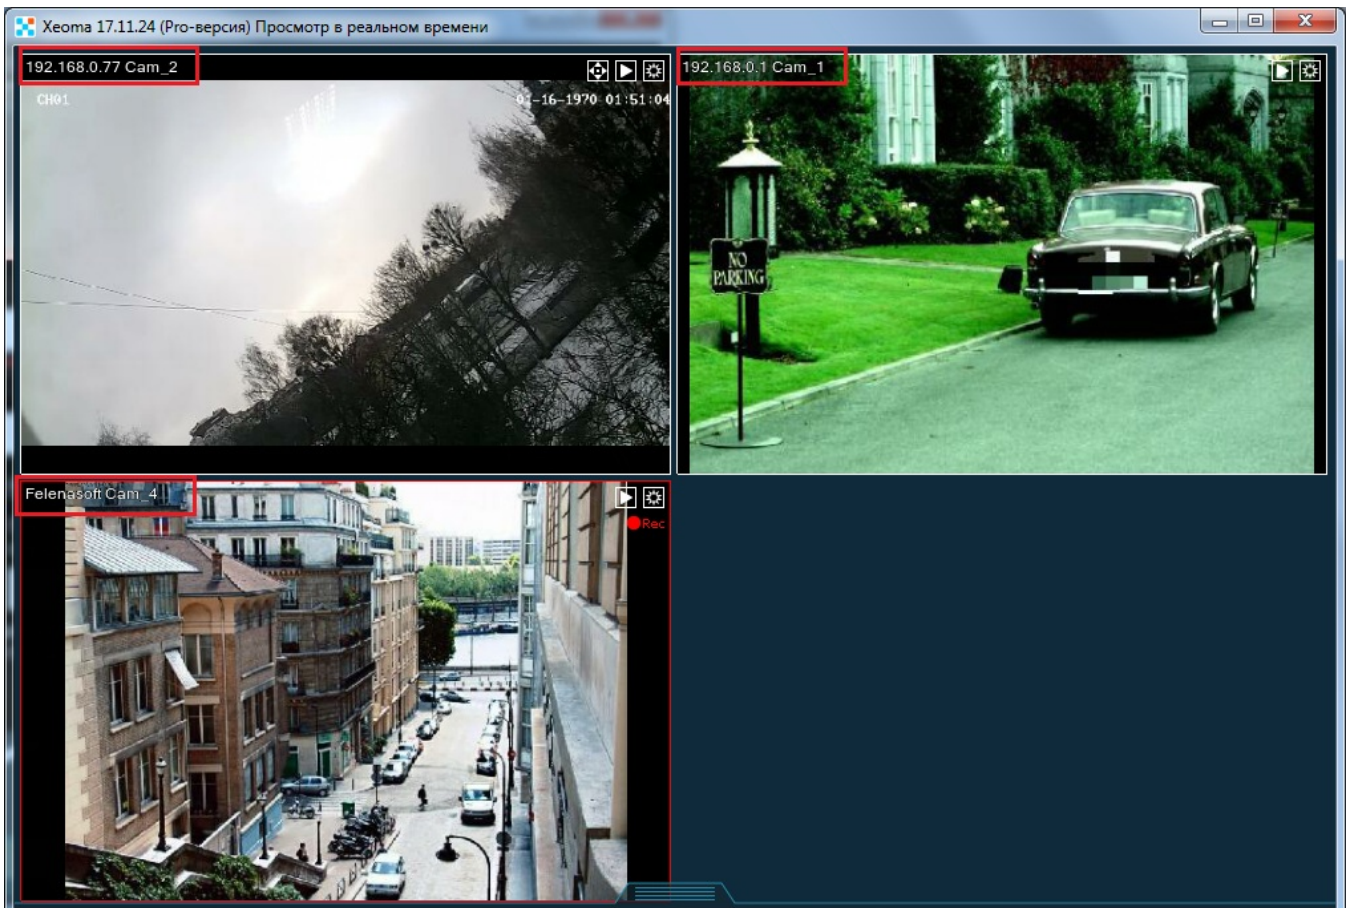 Xeoma 17.11.24 (Pro-версия) Просмотр в реальном времени
192.168.0.77 Cam_2
CH01
01-16-1970 01:51:04
192.168.0.1 Cam_1
NO
PARKING
Felenasoft Cam_4
Rec